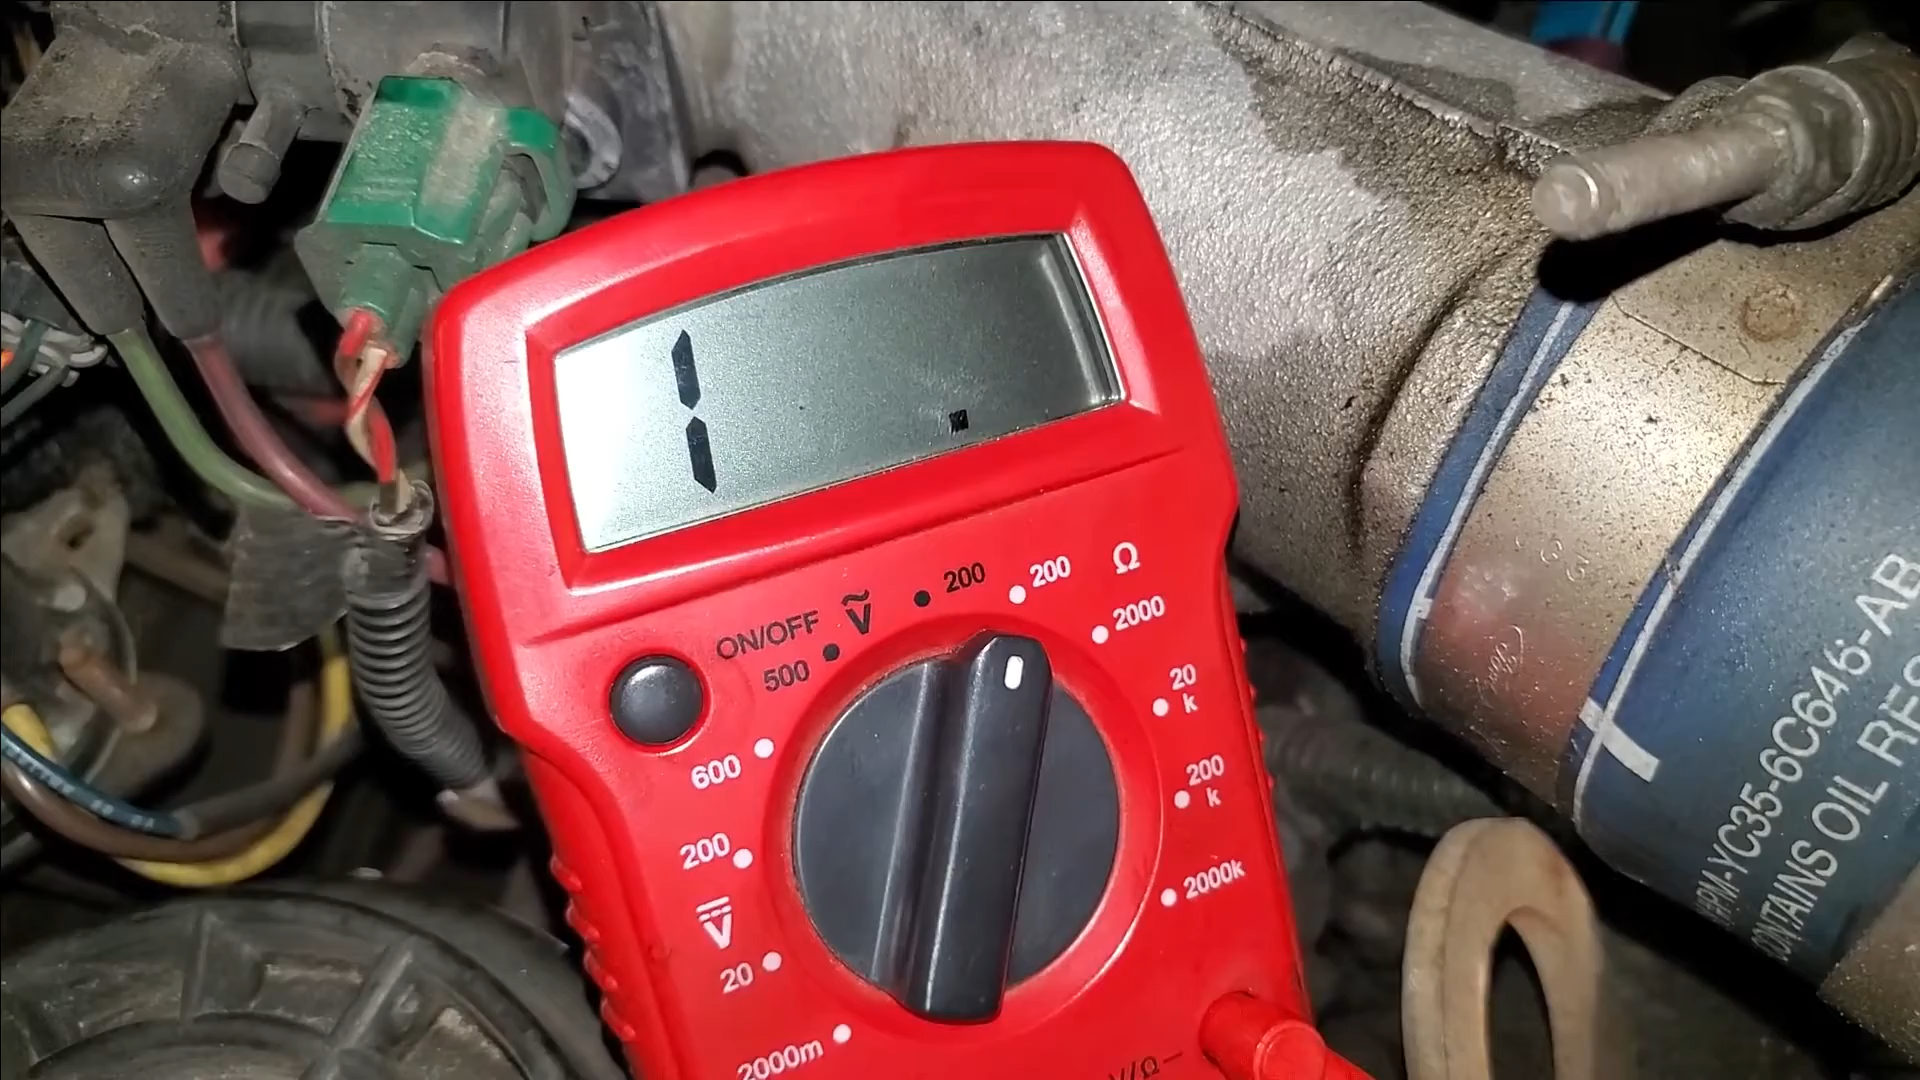 1 .
ON/OFF
Ṽ
200
200
Ω
500
2000
20
k
600
200
k
200
2000k
V
20
2000m
V/Ω
PM-YC35-6C646-AB
CONTAINS OIL RES